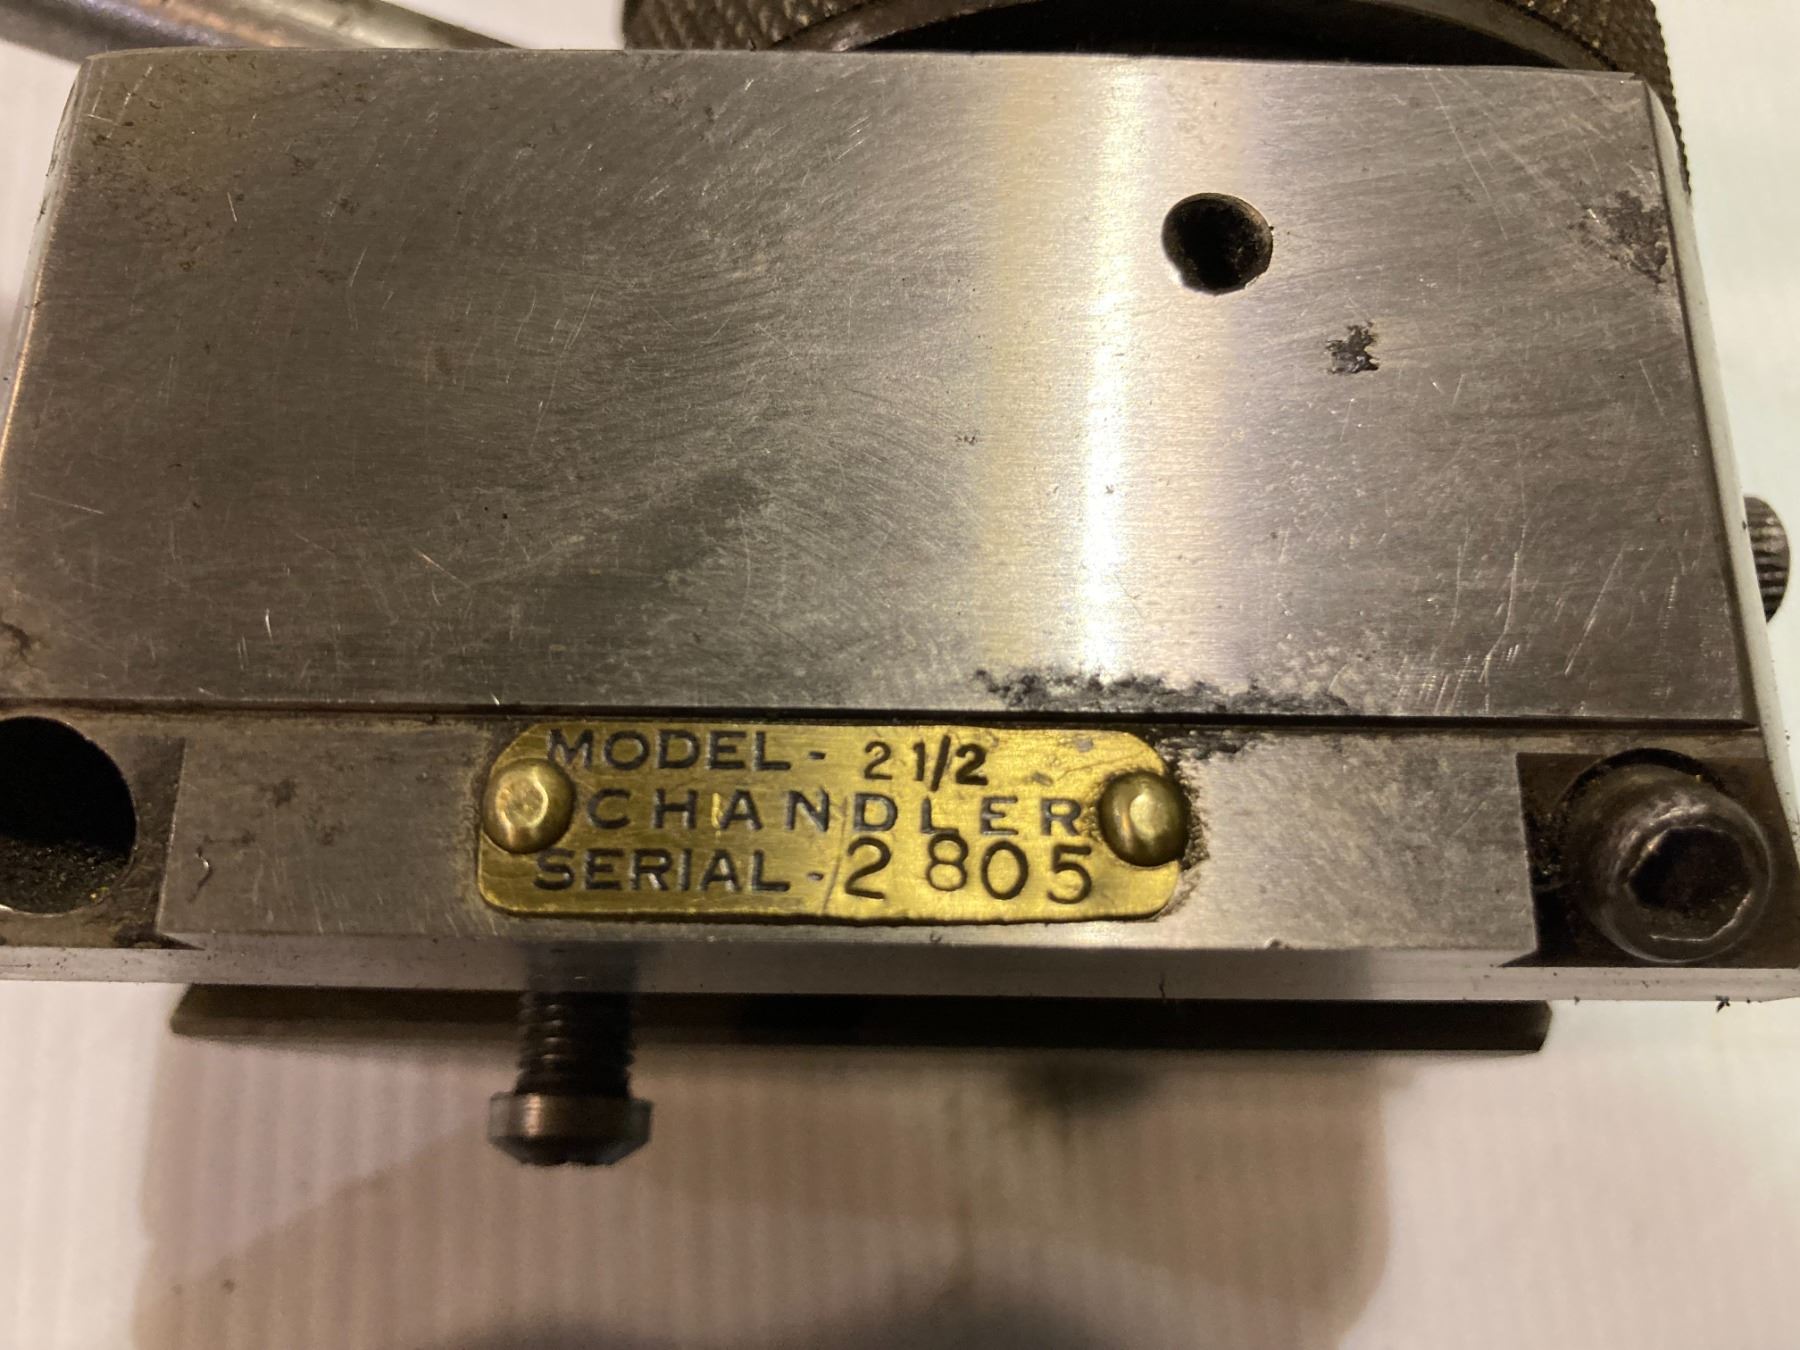 MODEL - 2 1/2
CHANDLER
SERIAL - 2805